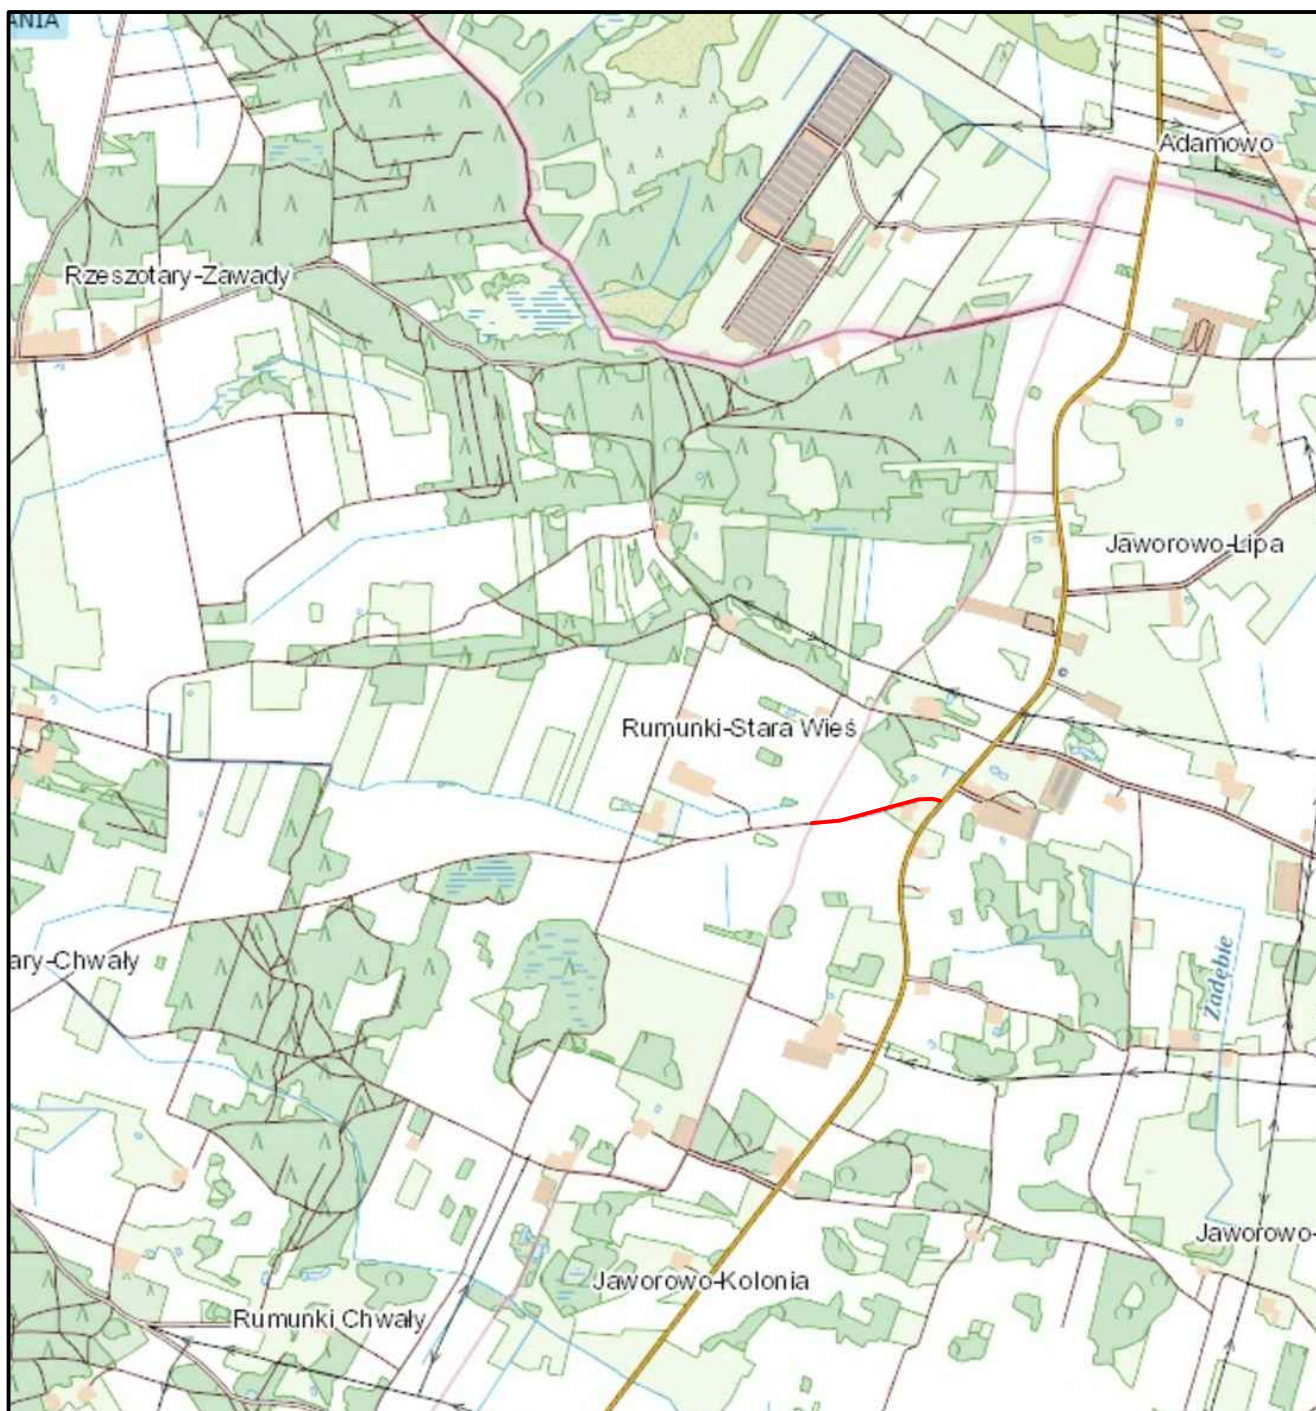 ANIA
Adamowo
Rzeszotary-Zawady
Jaworowo-Lipa
Rumunki-Stara Wieś
ary-Chwały
Zadębie
Jaworowo-
Jaworowo-Kolonia
Rumunki Chwały